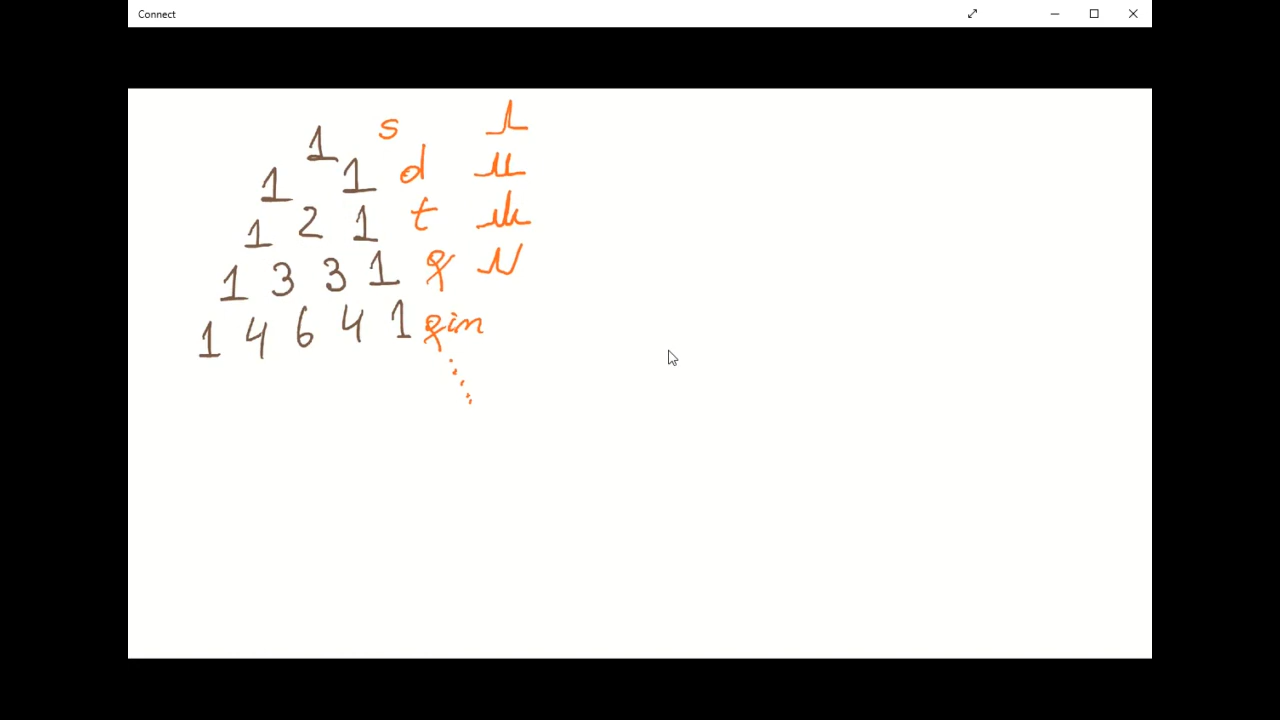 Connect
1 s
1 1 d
1 2 1 t
1 3 3 1 q
1 4 6 4 1 qin